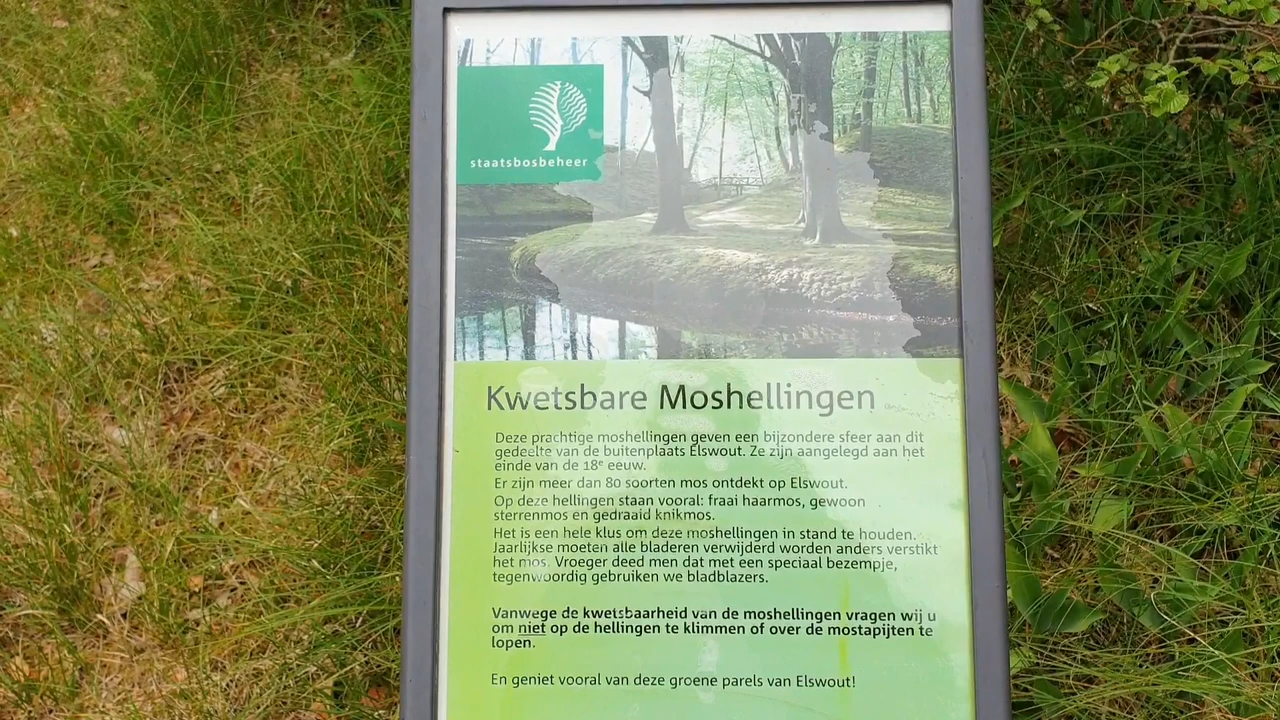 staatsbosbeheer
Kwetsbare Moshellingen
Deze prachtige moshellingen geven een bijzondere sfeer aan dit
gedeelte van de buitenplaats Elswout. Ze zijn aangelegd aan het
einde van de 18e eeuw.
Er zijn meer dan 80 soorten mos ontdekt op Elswout.
Op deze hellingen staan vooral: fraai haarmos, gewoon
sterrenmos en gedraaid knikmos.
Het is een hele klus om deze moshellingen in stand te houden.
Jaarlijkse moeten alle bladeren verwijderd worden anders verstikt
het mos. Vroeger deed men dat met een speciaal bezempje,
tegenwoordig gebruiken we bladblazers.
Vanwege de kwetsbaarheid van de moshellingen vragen wij u
om niet op de hellingen te klimmen of over de mostapijten te
lopen.
En geniet vooral van deze groene parels van Elswout!